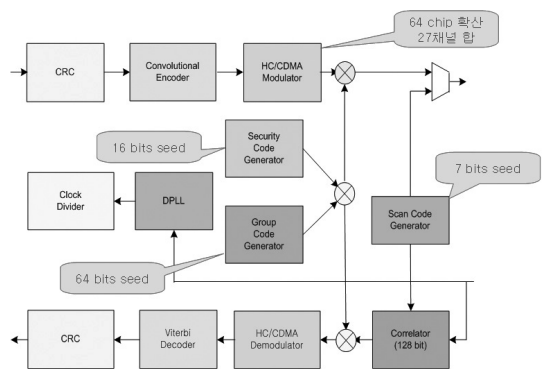 64 chip 확산
27채널 합
CRC
Convolutional
Encoder
HC/CDMA
Modulator
16 bits seed
Security
Code
Generator
7 bits seed
Clock
Divider
DPLL
Group
Code
Generator
Scan Code
Generator
64 bits seed
CRC
Viterbi
Decoder
HC/CDMA
Demodulator
Correlator
(128 bit)